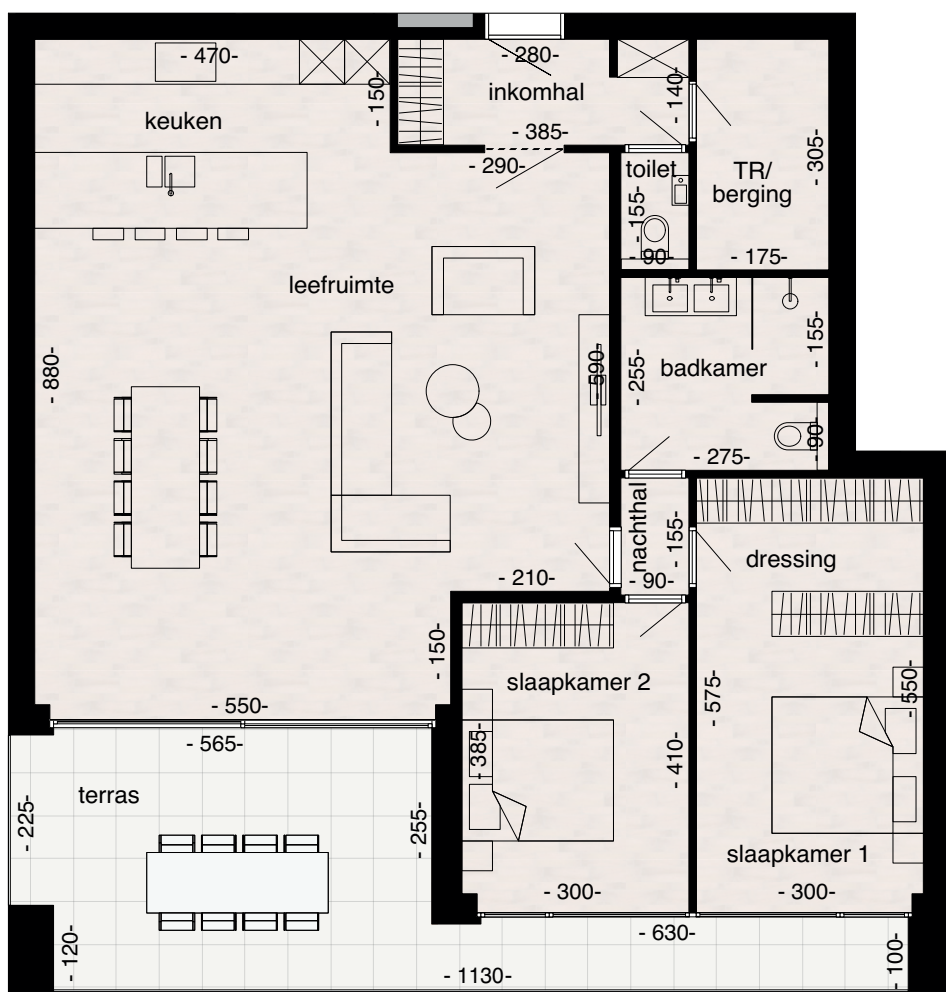 - 470-
- 280-
- 150-
- 140-
inkomhal
keuken
- 385-
- 305-
- 290-
toilet
TR/
berging
- 155-
- 90-
- 175-
leefruimte
- 880-
- 590-
- 255-
badkamer
- 155-
- 90-
- 275-
nachthal
- 155-
dressing
- 210-
- 90-
- 150-
slaapkamer 2
- 575-
- 550-
- 550-
- 565-
- 385-
- 410-
terras
- 225-
- 255-
slaapkamer 1
- 300-
- 300-
- 120-
- 630-
- 1130-
- 100-